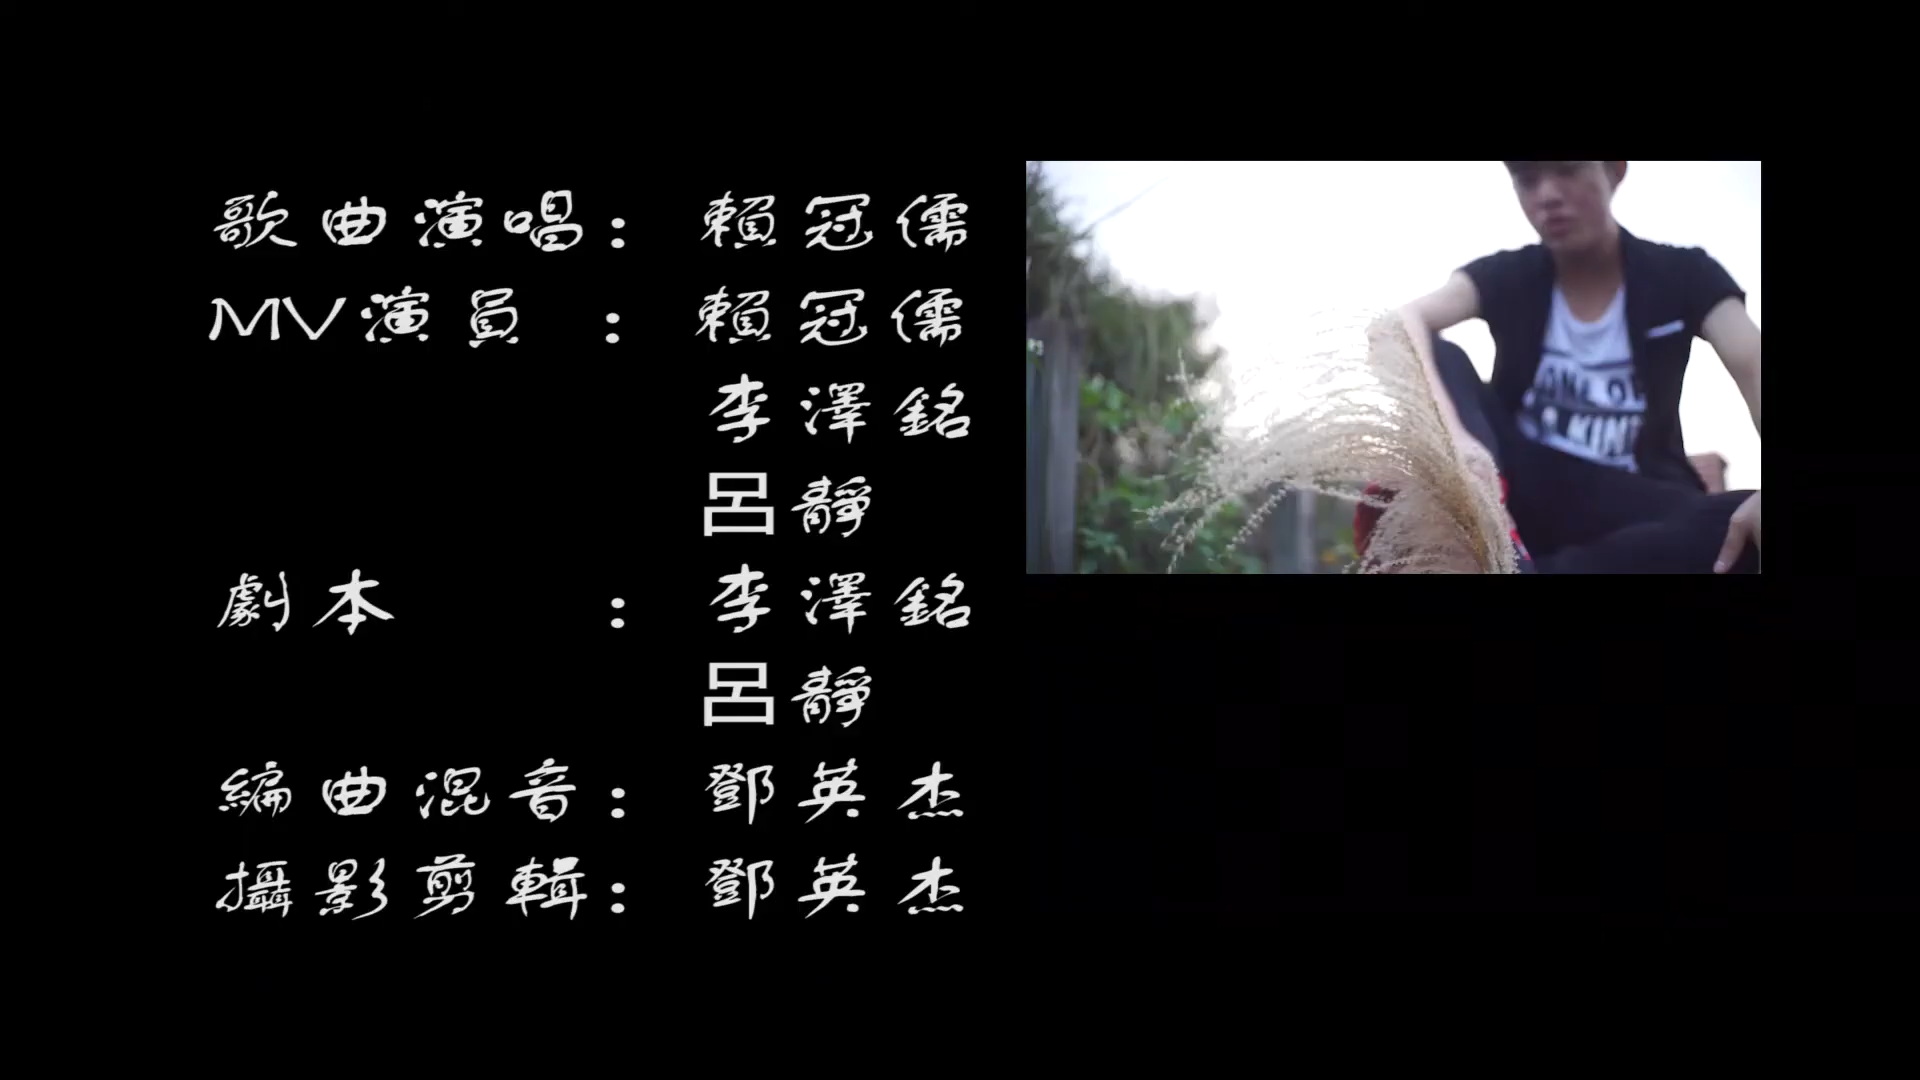 歌曲演唱：賴冠儒
MV演員：賴冠儒
李澤銘
呂靜
劇本：李澤銘
呂靜
編曲混音：鄧英杰
攝影剪輯：鄧英杰